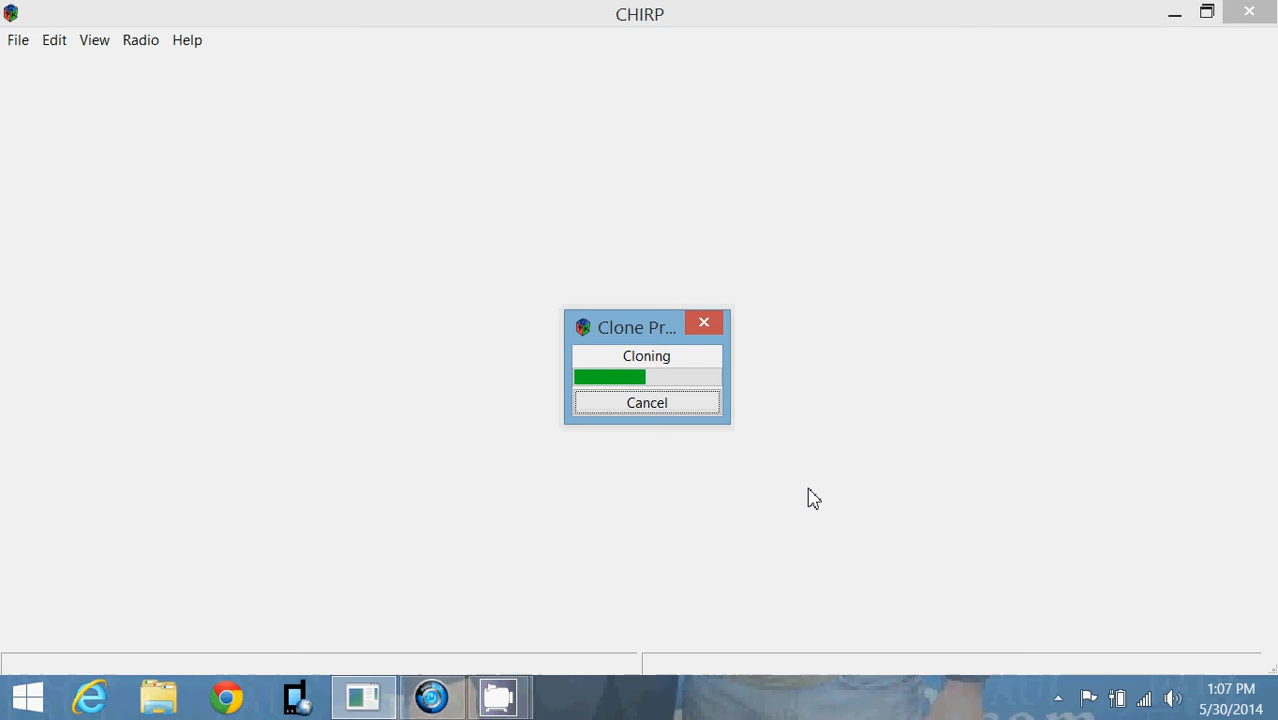 CHIRP
File Edit View Radio Help
Clone Pr...
Cloning
Cancel
1:07 PM
5/30/2014